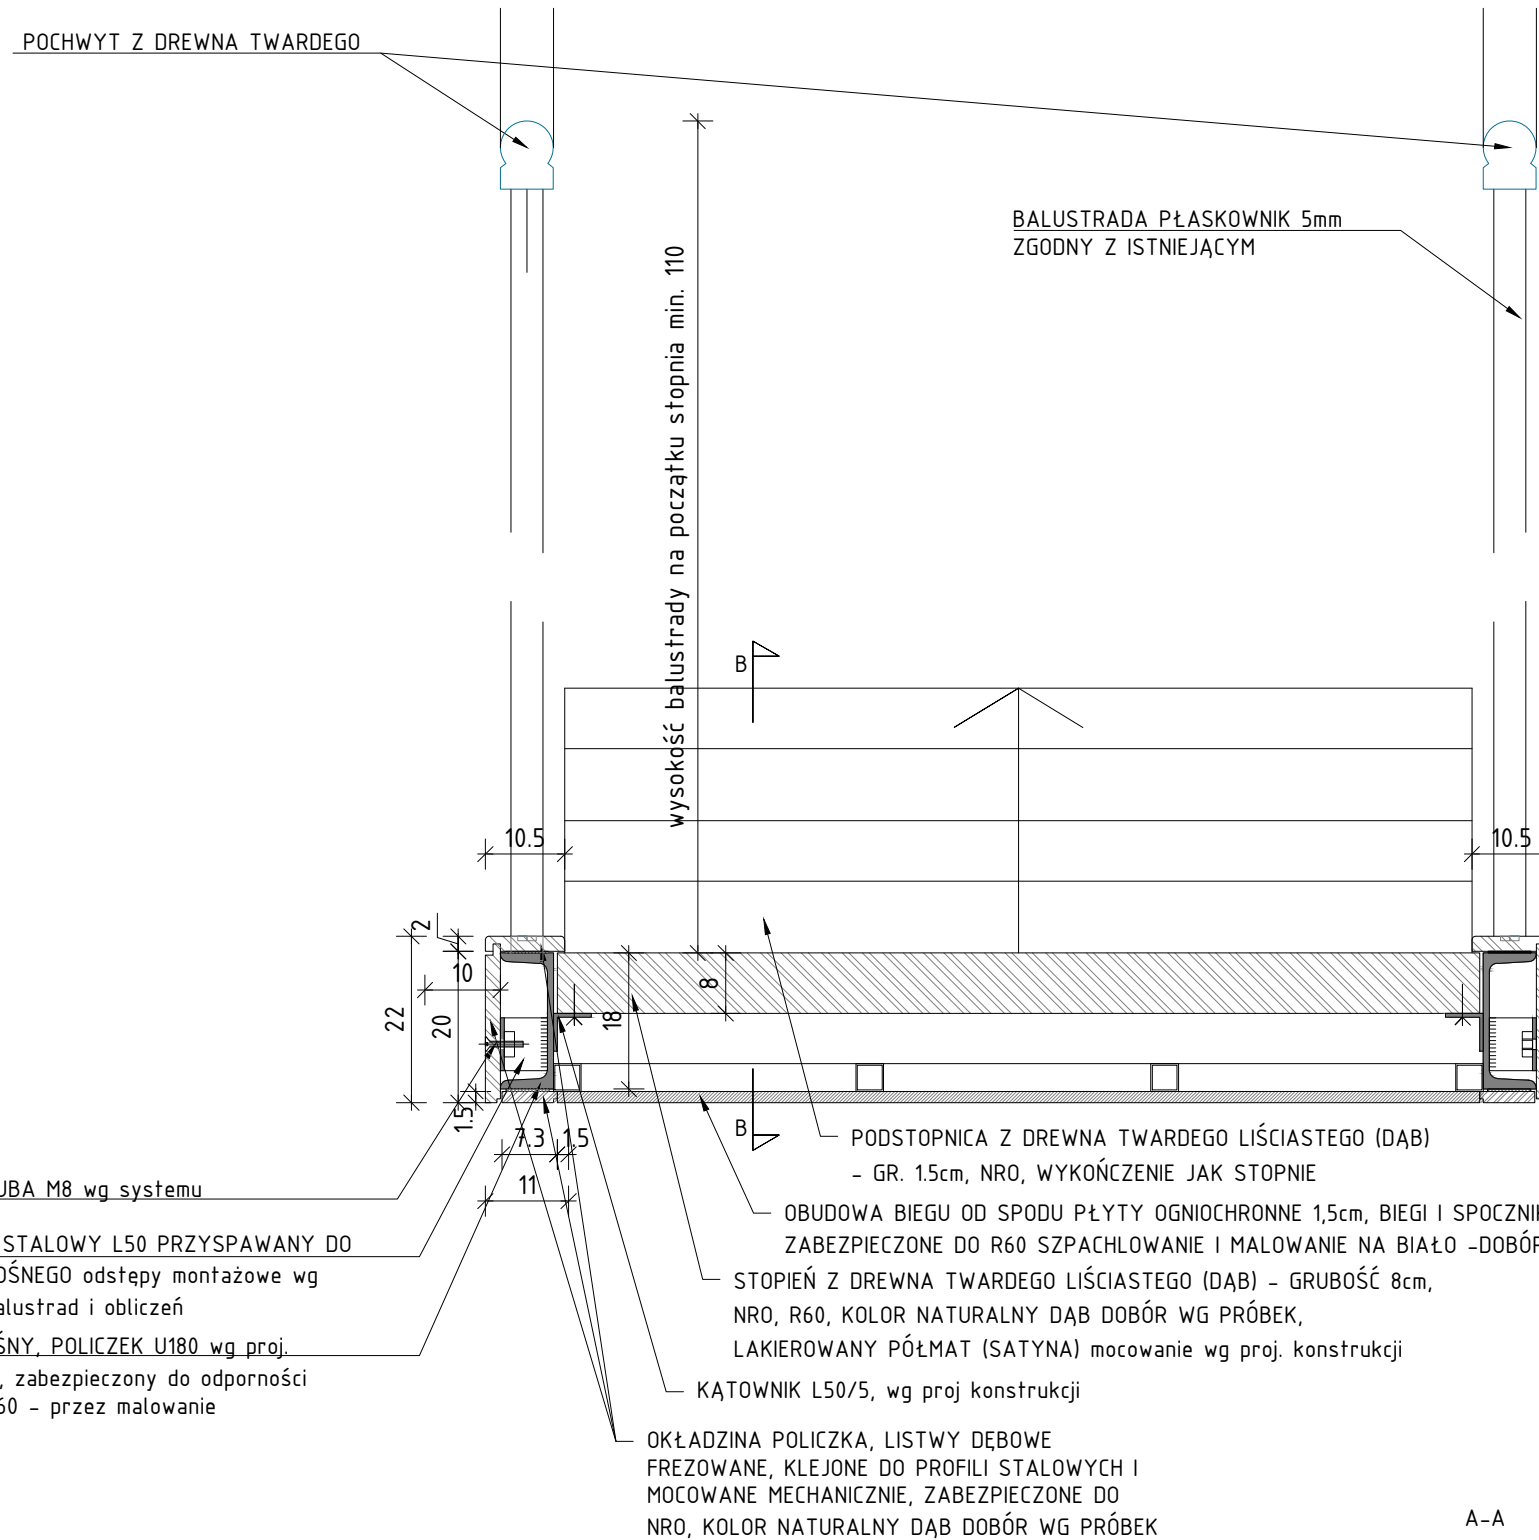 POCHWYT Z DREWNA TWARDEGO
BALUSTRADA PŁASKOWNIK 5mm
ZGODNY Z ISTNIEJĄCYM
wysokość balustrady na początku stopnia min. 110
B
10.5
10.5
2
10
8
22
20
18
1.5
B
7.3
1.5
11
PODSTOPNICA Z DREWNA TWARDEGO LIŚCIASTEGO (DĄB)
- GR. 1.5cm, NRO, WYKOŃCZENIE JAK STOPNIE
UBA M8 wg systemu
OBUDOWA BIEGU OD SPODU PŁYTY OGNIOCHRONNE 1,5cm, BIEGI I SPOCZNIK
ZABEZPIECZONE DO R60 SZPACHLOWANIE I MALOWANIE NA BIAŁO -DOBÓR
STALOWY L50 PRZYSPAWANY DO
OŚNEGO odstępy montażowe wg
alustrad i obliczeń
STOPIEŃ Z DREWNA TWARDEGO LIŚCIASTEGO (DĄB) - GRUBOŚĆ 8cm,
NRO, R60, KOLOR NATURALNY DĄB DOBÓR WG PRÓBEK,
LAKIEROWANY PÓŁMAT (SATYNA) mocowanie wg proj. konstrukcji
ŚNY, POLICZEK U180 wg proj.
, zabezpieczony do odporności
60 - przez malowanie
KĄTOWNIK L50/5, wg proj konstrukcji
OKŁADZINA POLICZKA, LISTWY DĘBOWE
FREZOWANE, KLEJONE DO PROFILI STALOWYCH I
MOCOWANE MECHANICZNIE, ZABEZPIECZONE DO
NRO, KOLOR NATURALNY DĄB DOBÓR WG PRÓBEK
A-A